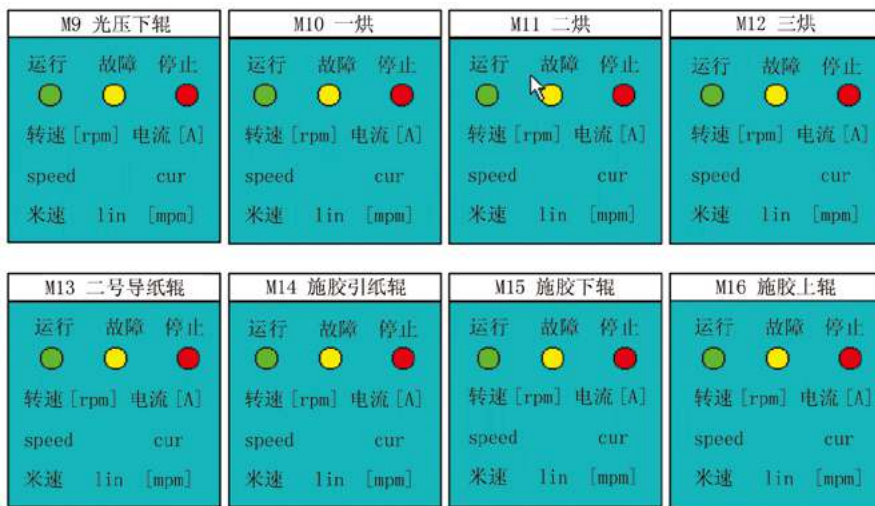 M9 光压下辊
运行 故障 停止
转速[rpm] 电流[A]
speed cur
米速 lin [mpm]
M10 一烘
运行 故障 停止
转速[rpm] 电流[A]
speed cur
米速 lin [mpm]
M11 二烘
运行 故障 停止
转速[rpm] 电流[A]
speed cur
米速 lin [mpm]
M12 三烘
运行 故障 停止
转速[rpm] 电流[A]
speed cur
米速 lin [mpm]
M13 二号导纸辊
运行 故障 停止
转速[rpm] 电流[A]
speed cur
米速 lin [mpm]
M14 施胶引纸辊
运行 故障 停止
转速[rpm] 电流[A]
speed cur
米速 lin [mpm]
M15 施胶下辊
运行 故障 停止
转速[rpm] 电流[A]
speed cur
米速 lin [mpm]
M16 施胶上辊
运行 故障 停止
转速[rpm] 电流[A]
speed cur
米速 lin [mpm]